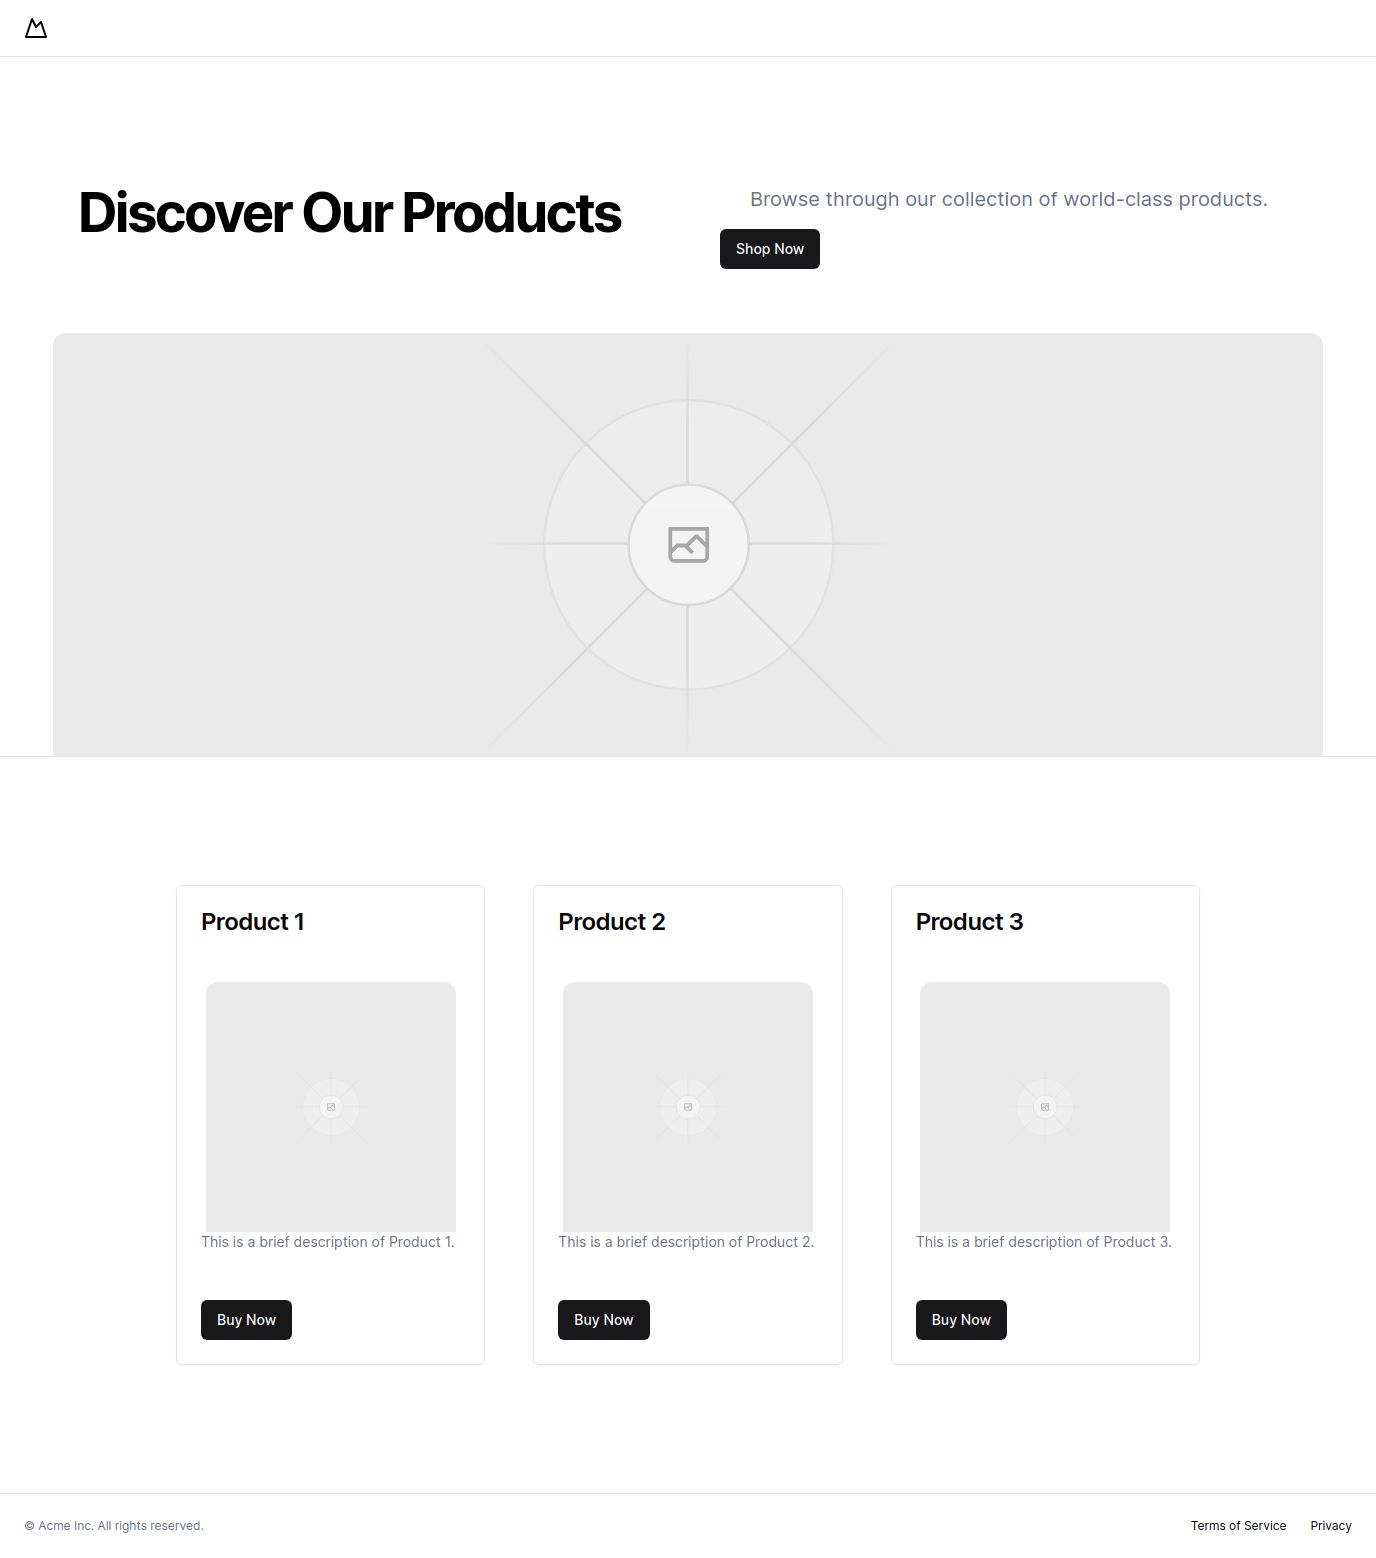 Discover Our Products
Browse through our collection of world-class products.
Shop Now
Product 1
This is a brief description of Product 1.
Buy Now
Product 2
This is a brief description of Product 2.
Buy Now
Product 3
This is a brief description of Product 3.
Buy Now
© Acme Inc. All rights reserved.
Terms of Service
Privacy